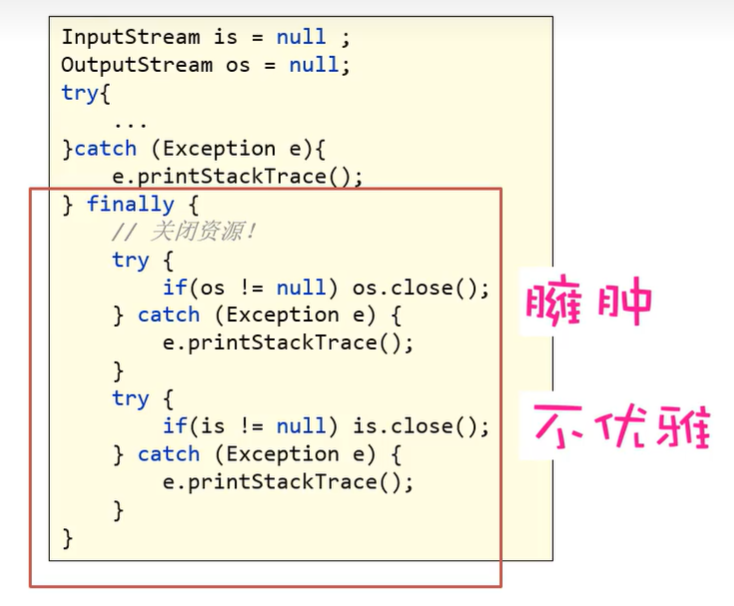 InputStream is = null ;
OutputStream os = null;
try{
    ...
}catch (Exception e){
    e.printStackTrace();
} finally {
    // 关闭资源！
    try {
        if(os != null) os.close();
    } catch (Exception e) {
        e.printStackTrace();
    }
    try {
        if(is != null) is.close();
    } catch (Exception e) {
        e.printStackTrace();
    }
}
臃肿
不优雅